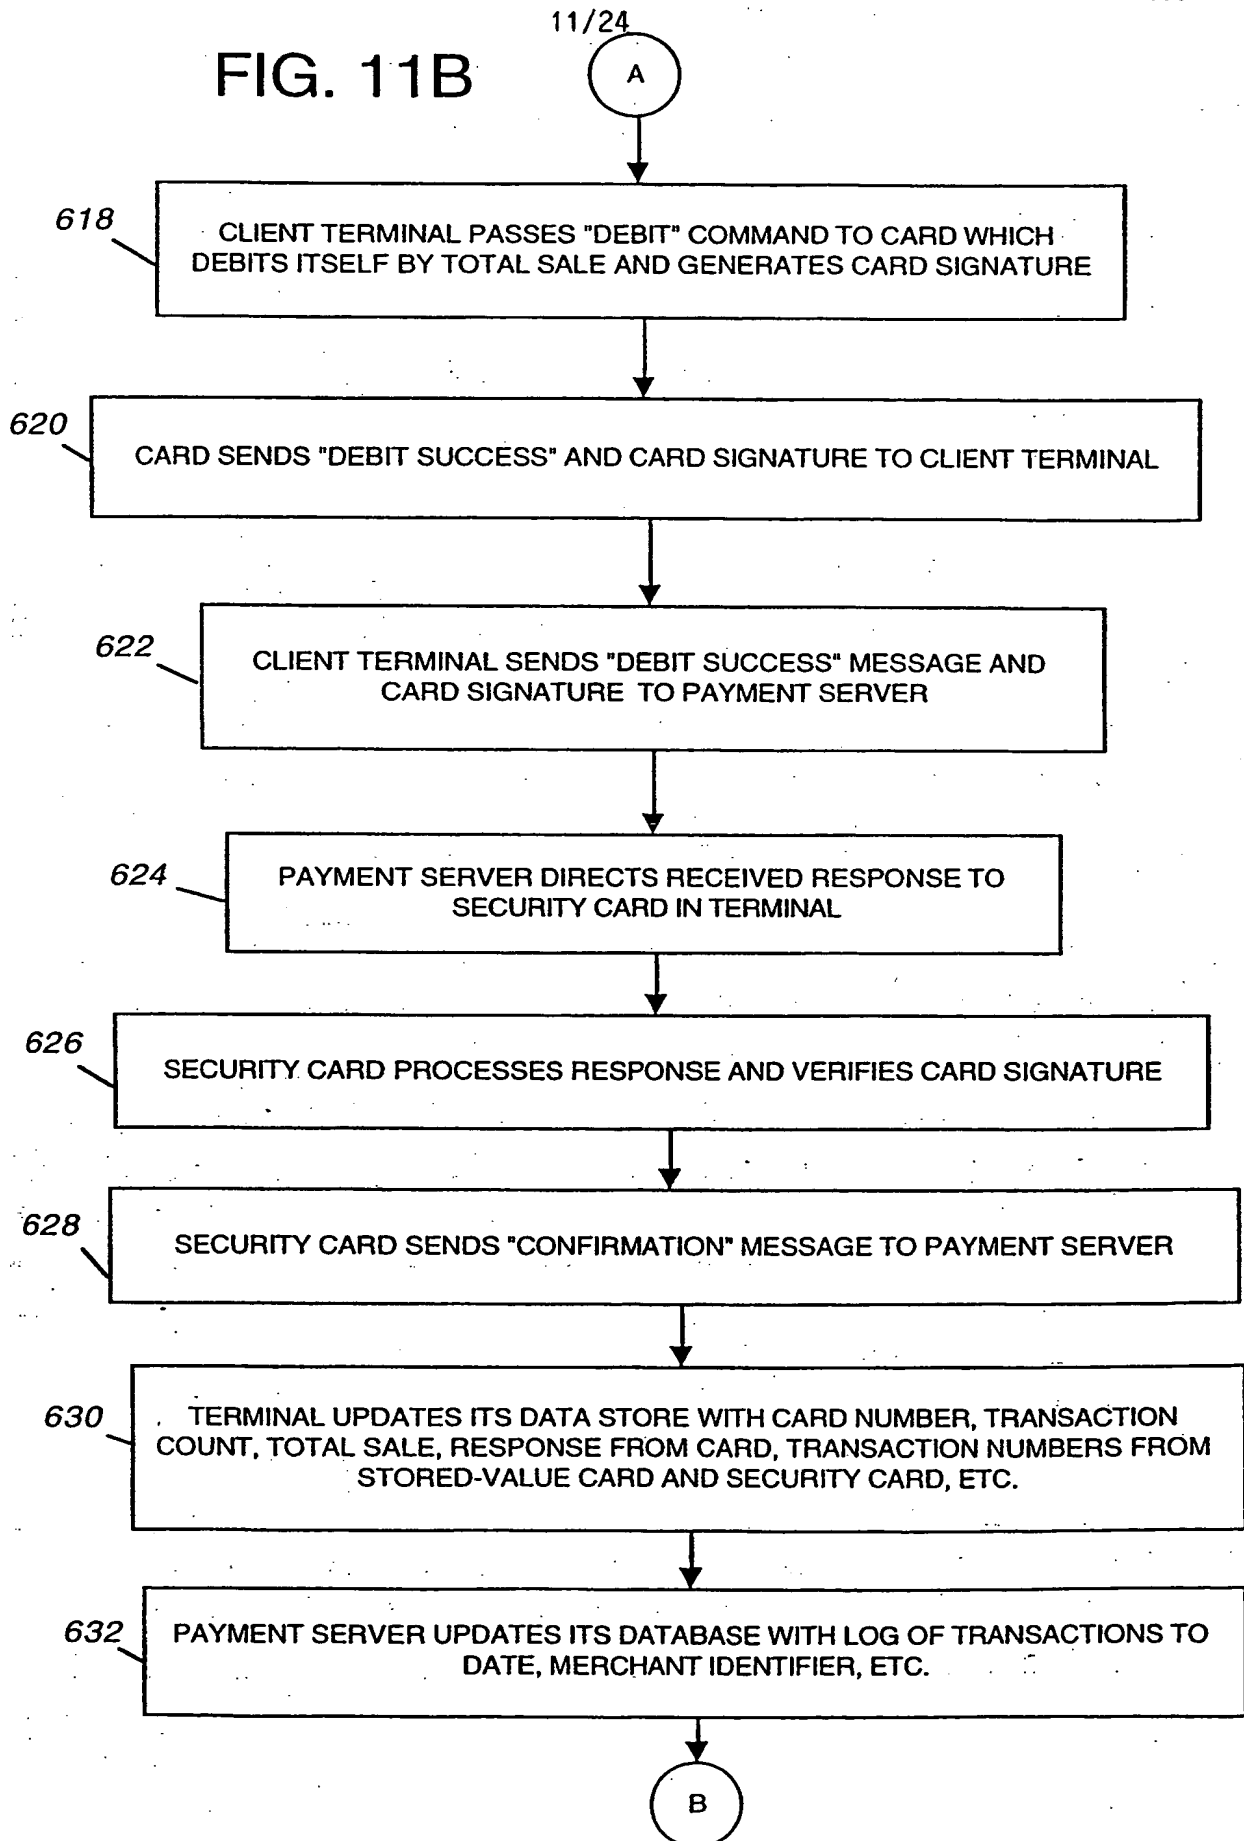 11/24
FIG. 11B
A
618
CLIENT TERMINAL PASSES "DEBIT" COMMAND TO CARD WHICH
DEBITS ITSELF BY TOTAL SALE AND GENERATES CARD SIGNATURE
620
CARD SENDS "DEBIT SUCCESS" AND CARD SIGNATURE TO CLIENT TERMINAL
622
CLIENT TERMINAL SENDS "DEBIT SUCCESS" MESSAGE AND
CARD SIGNATURE TO PAYMENT SERVER
624
PAYMENT SERVER DIRECTS RECEIVED RESPONSE TO
SECURITY CARD IN TERMINAL
626
SECURITY CARD PROCESSES RESPONSE AND VERIFIES CARD SIGNATURE
628
SECURITY CARD SENDS "CONFIRMATION" MESSAGE TO PAYMENT SERVER
630
TERMINAL UPDATES ITS DATA STORE WITH CARD NUMBER, TRANSACTION
COUNT, TOTAL SALE, RESPONSE FROM CARD, TRANSACTION NUMBERS FROM
STORED-VALUE CARD AND SECURITY CARD, ETC.
632
PAYMENT SERVER UPDATES ITS DATABASE WITH LOG OF TRANSACTIONS TO
DATE, MERCHANT IDENTIFIER, ETC.
B